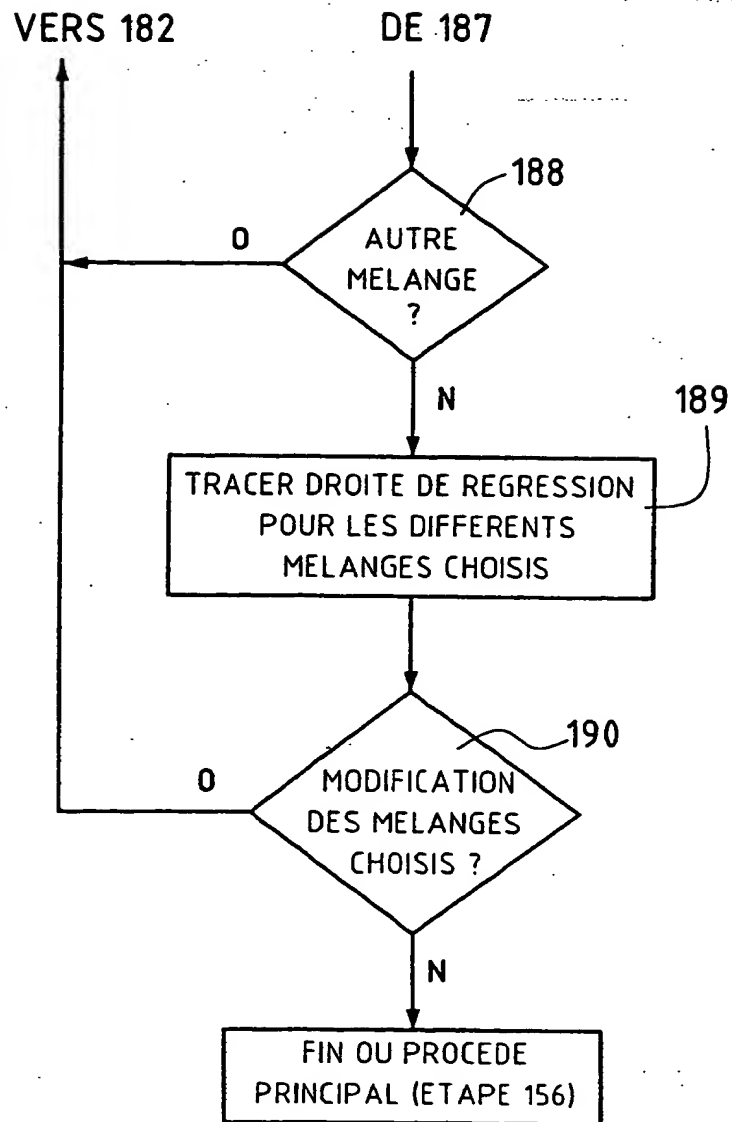 VERS 182
DE 187
188
AUTRE
MELANGE
?
O
N
189
TRACER DROITE DE REGRESSION
POUR LES DIFFERENTS
MELANGES CHOISIS
190
O
MODIFICATION
DES MELANGES
CHOISIS ?
N
FIN OU PROCEDE
PRINCIPAL (ETAPE 156)